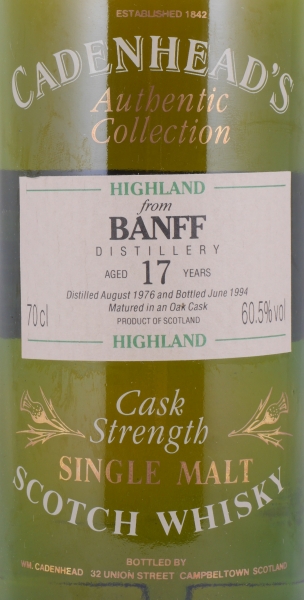 ESTABLISHED 1842
CADENHEAD'S
Authentic
Collection
HIGHLAND
from
BANFF
DISTILLERY
AGED 17 YEARS
Distilled August 1976 and Bottled June 1994
70cl Matured in an Oak Cask 60.5%vol
PRODUCT OF SCOTLAND
HIGHLAND
Cask
Strength
SINGLE MALT
SCOTCH WHISKY
BOTTLED BY
WM. CADENHEAD 32 UNION STREET CAMPBELTOWN SCOTLAND